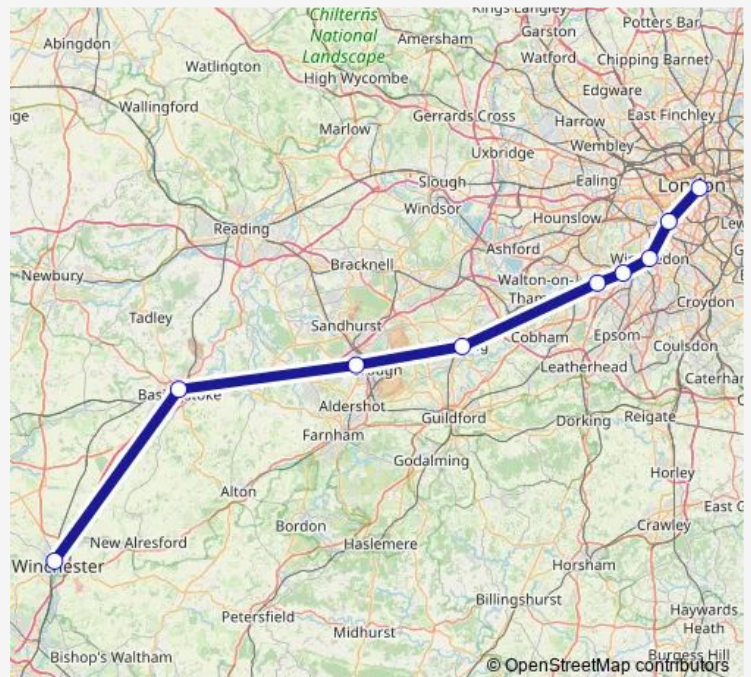 Chilterns
National
Landscape
Kings Langley
Potters Bar
Abingdon
Amersham
Garston
Watlington
Watford
Chipping Barnet
High Wycombe
Edgware
Wallingford
Gerrards Cross
East Finchley
Marlow
Harrow
Wembley
Uxbridge
Slough
Ealing
London
Windsor
Hounslow
Reading
Ashford
Bracknell
Newbury
Walton-on-
Croydon
Tadley
Sandhurst
Cobham
Epsom
Coulsdon
Leatherhead
Aldershot
Guildford
Dorking
Reigate
Farnham
Godalming
Horley
Alton
Bordon
Crawley
New Alresford
Haslemere
Horsham
Winchester
Billingshurst
Petersfield
Haywards
Heath
Midhurst
Bishop's Waltham
Burgess Hill
© OpenStreetMap contributors